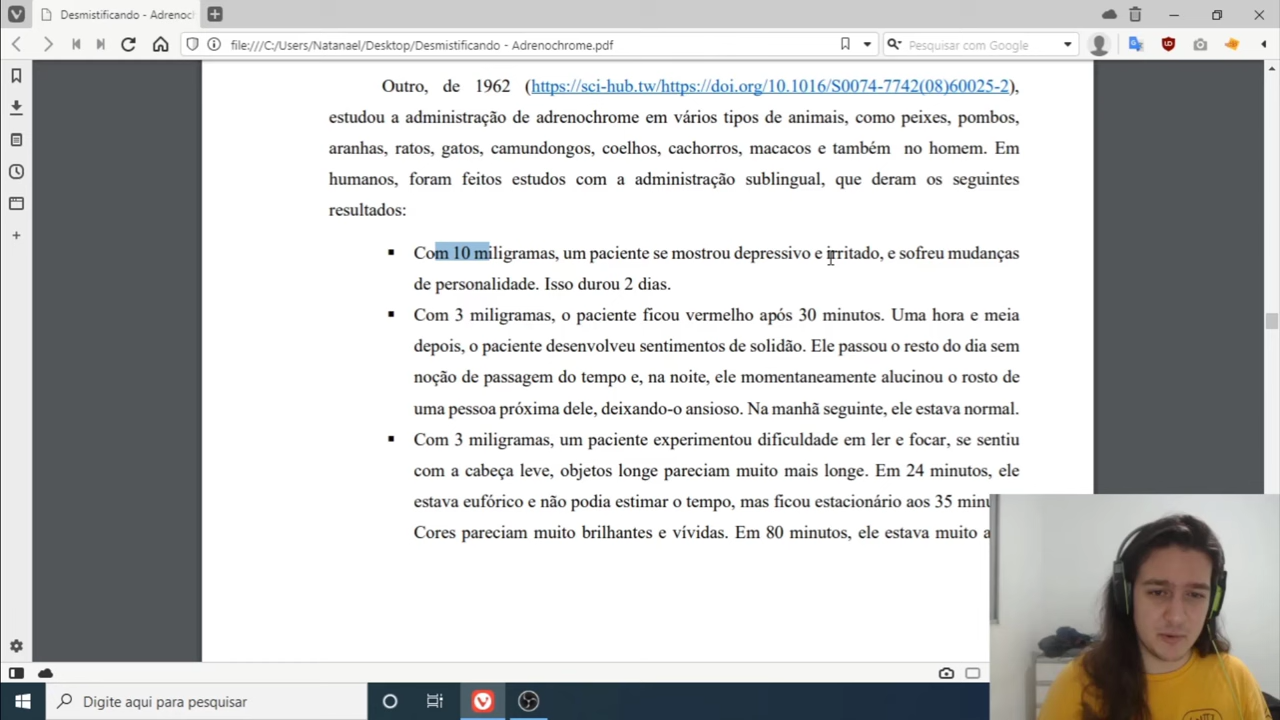 Desmistificando - Adrenoc
file:///C:/Users/Natanael/Desktop/Desmistificando - Adrenochrome.pdf
Pesquisar com Google
Outro, de 1962 (https://sci-hub.tw/https://doi.org/10.1016/S0074-7742(08)60025-2),
estudou a administração de adrenochrome em vários tipos de animais, como peixes, pombos,
aranhas, ratos, gatos, camundongos, coelhos, cachorros, macacos e também no homem. Em
humanos, foram feitos estudos com a administração sublingual, que deram os seguintes
resultados:
▪ Com 10 miligramas, um paciente se mostrou depressivo e irritado, e sofreu mudanças
de personalidade. Isso durou 2 dias.
▪ Com 3 miligramas, o paciente ficou vermelho após 30 minutos. Uma hora e meia
depois, o paciente desenvolveu sentimentos de solidão. Ele passou o resto do dia sem
noção de passagem do tempo e, na noite, ele momentaneamente alucinou o rosto de
uma pessoa próxima dele, deixando-o ansioso. Na manhã seguinte, ele estava normal.
▪ Com 3 miligramas, um paciente experimentou dificuldade em ler e focar, se sentiu
com a cabeça leve, objetos longe pareciam muito mais longe. Em 24 minutos, ele
estava eufórico e não podia estimar o tempo, mas ficou estacionário aos 35 minu
Cores pareciam muito brilhantes e vívidas. Em 80 minutos, ele estava muito a
Digite aqui para pesquisar